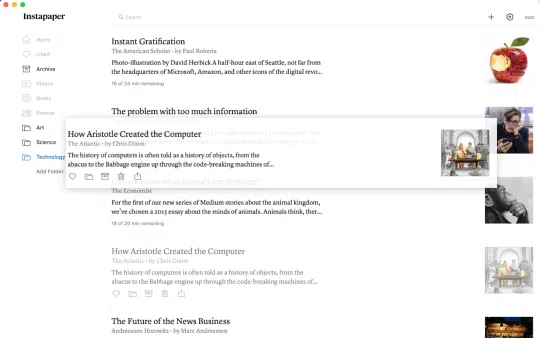 Instapaper
Search
Home
Liked
Archive
Videos
Notes
Browse
Art
Science
Technology
Add Folder
Instant Gratification
The American Scholar • by Paul Roberts
Photo-illustration by David Herbick A half-hour east of Seattle, not far from
the headquarters of Microsoft, Amazon, and other icons of the digital revo...
16 of 24 min remaining
The problem with too much information
How Aristotle Created the Computer
The Atlantic • by Chris Dixon
The history of computers is often told as a history of objects, from the
abacus to the Babbage engine up through the code-breaking machines of...
The Economist
For the first of our new series of Medium stories about the animal kingdom,
we've chosen a 2015 essay about the minds of animals. Animals think, ther...
18 of 20 min remaining
How Aristotle Created the Computer
The Atlantic • by Chris Dixon
The history of computers is often told as a history of objects, from the
abacus to the Babbage engine up through the code-breaking machines of...
The Future of the News Business
Andreessen Horowitz • by Marc Andreessen